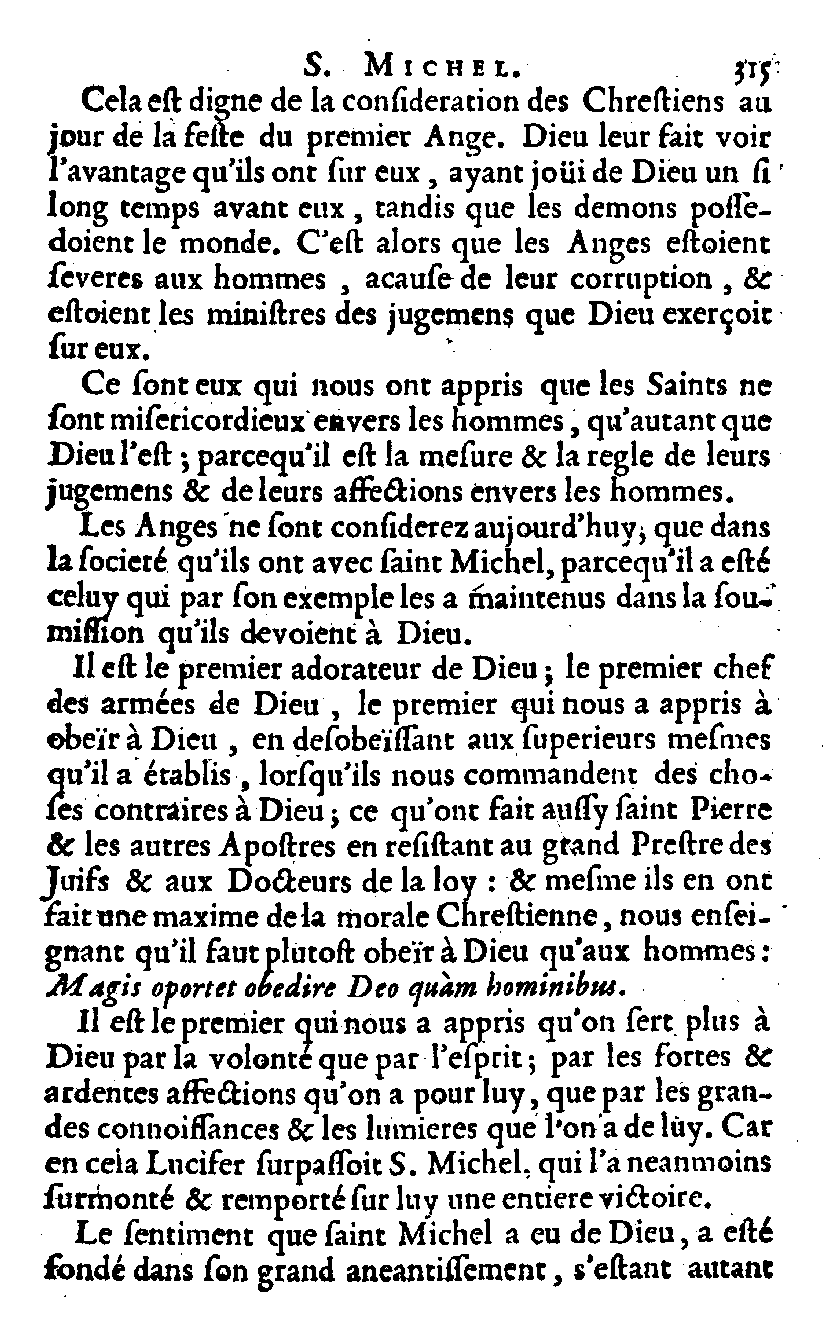 S. MICHEL. 315
Cela eſt digne de la conſideration des Chreſtiens au
jour de la feſte du premier Ange. Dieu leur fait voir
l'avantage qu'ils ont ſur eux, ayant joüi de Dieu un ſi
long temps avant eux, tandis que les demons poſſe-
doient le monde. C'eſt alors que les Anges eſtoient
ſeveres aux hommes, acauſe de leur corruption, &
eſtoient les miniſtres des jugemens que Dieu exerçoit
ſur eux.
Ce ſont eux qui nous ont appris que les Saints ne
ſont miſericordieux envers les hommes, qu'autant que
Dieu l'eſt; parcequ'il eſt la meſure & la regle de leurs
jugemens & de leurs affections envers les hommes.
Les Anges ne ſont conſiderez aujourd'huy, que dans
la ſocieté qu'ils ont avec ſaint Michel, parcequ'il a eſté
celuy qui par ſon exemple les a maintenus dans la ſou-
miſſion qu'ils devoient à Dieu.
Il eſt le premier adorateur de Dieu; le premier chef
des armées de Dieu, le premier qui nous a appris à
obeïr à Dieu, en deſobeïſſant aux ſuperieurs meſmes
qu'il a établis, lorſqu'ils nous commandent des cho-
ſes contraires à Dieu; ce qu'ont fait auſſy ſaint Pierre
& les autres Apoſtres en reſiſtant au grand Preſtre des
Juifs & aux Docteurs de la loy : & meſme ils en ont
fait une maxime de la morale Chreſtienne, nous enſei-
gnant qu'il faut plutoſt obeïr à Dieu qu'aux hommes:
Magis oportet obedire Deo quàm hominibus.
Il eſt le premier qui nous a appris qu'on ſert plus à
Dieu par la volonté que par l'eſprit; par les fortes &
ardentes affections qu'on a pour luy, que par les gran-
des connoiſſances & les lumieres que l'on a de luy. Car
en cela Lucifer ſurpaſſoit S. Michel, qui l'a neanmoins
ſurmonté & remporté ſur luy une entiere victoire.
Le ſentiment que ſaint Michel a eu de Dieu, a eſté
fondé dans ſon grand aneantiſſement, s'eſtant autant